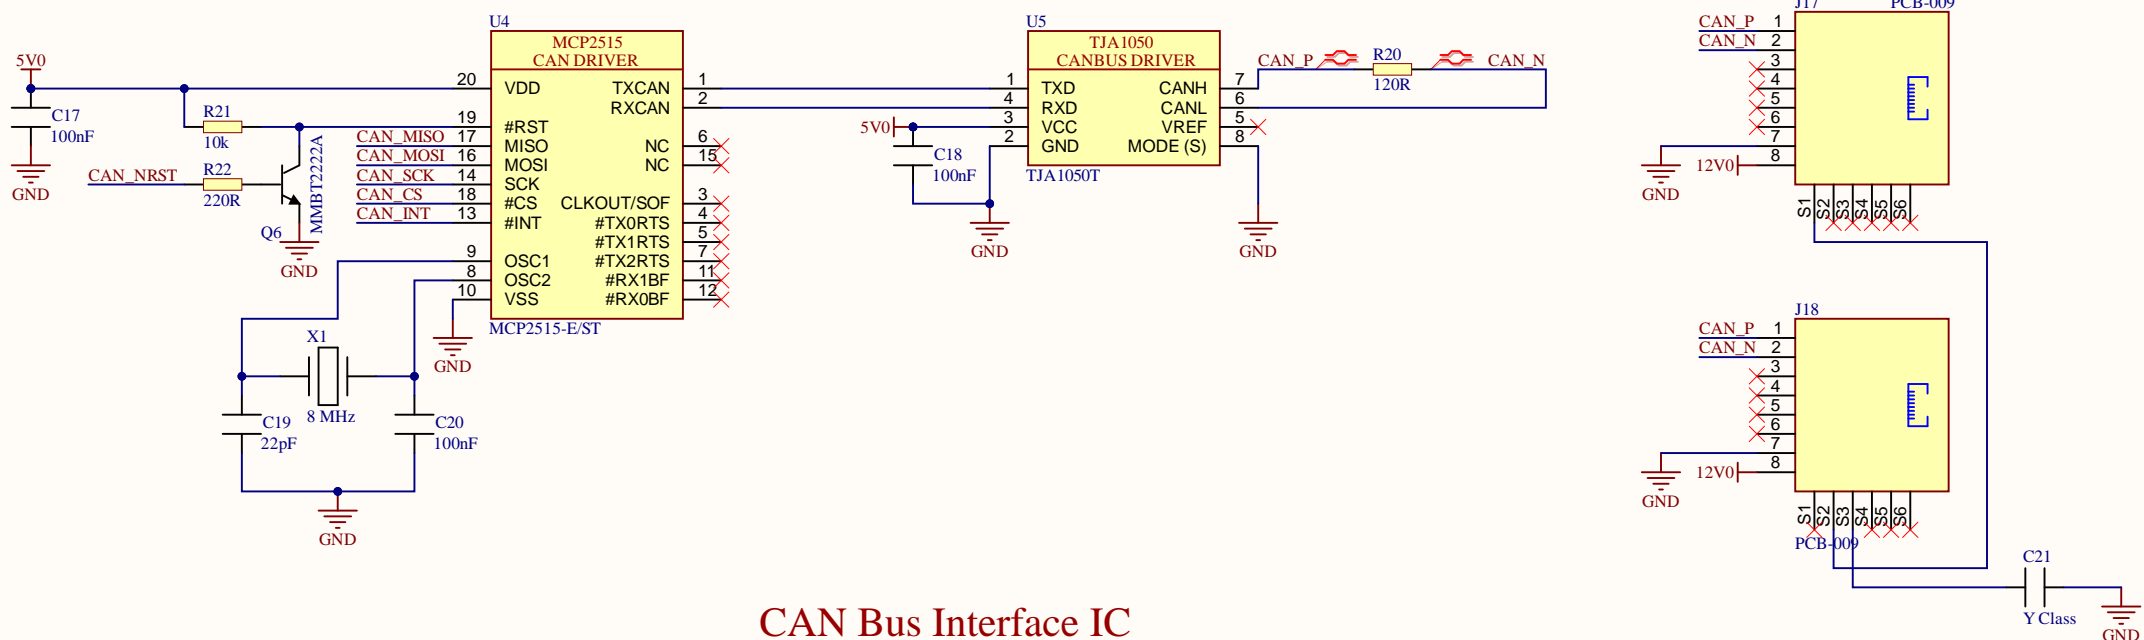 U4
MCP2515
CAN DRIVER
20 VDD TXCAN 1
RXCAN 2
19 #RST
17 MISO NC 6
16 MOSI NC 15
14 SCK
18 #CS CLKOUT/SOF 3
13 #INT #TX0RTS 4
#TX1RTS 5
9 OSC1 #TX2RTS 7
8 OSC2 #RX1BF 11
10 VSS #RX0BF 12
MCP2515-E/ST
GND
5V0
C17
100nF
GND
R21
10k
CAN_NRST
R22
220R
MMBT2222A
Q6
GND
CAN_MISO
CAN_MOSI
CAN_SCK
CAN_CS
CAN_INT
X1
8 MHz
C19
22pF
C20
100nF
GND
U5
TJA1050
CANBUS DRIVER
1 TXD CANH 7
4 RXD CANL 6
3 VCC VREF 5
2 GND MODE (S) 8
TJA1050T
5V0
C18
100nF
GND
GND
CAN_P
R20
120R
CAN_N
J17
PCB-009
CAN_P 1
CAN_N 2
3
4
5
6
7
12V0 8
GND
S1 S2 S3 S4 S5 S6
J18
CAN_P 1
CAN_N 2
3
4
5
6
7
12V0 8
GND
S1 S2 S3 S4 S5 S6
PCB-009
C21
Y Class
GND
CAN Bus Interface IC